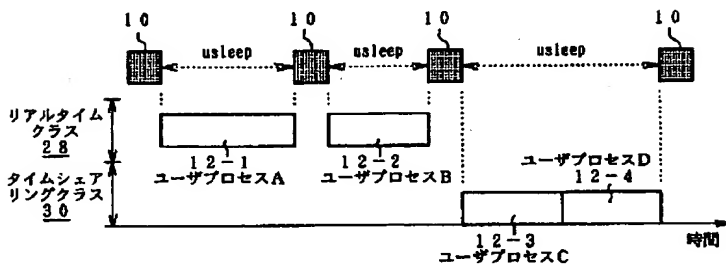 10 10 10 10
usleep usleep usleep
リアルタイム
クラス
28
タイムシェア
リングクラス
30
12-1
ユーザプロセスA
12-2
ユーザプロセスB
ユーザプロセスD
12-4
12-3
ユーザプロセスC
時間